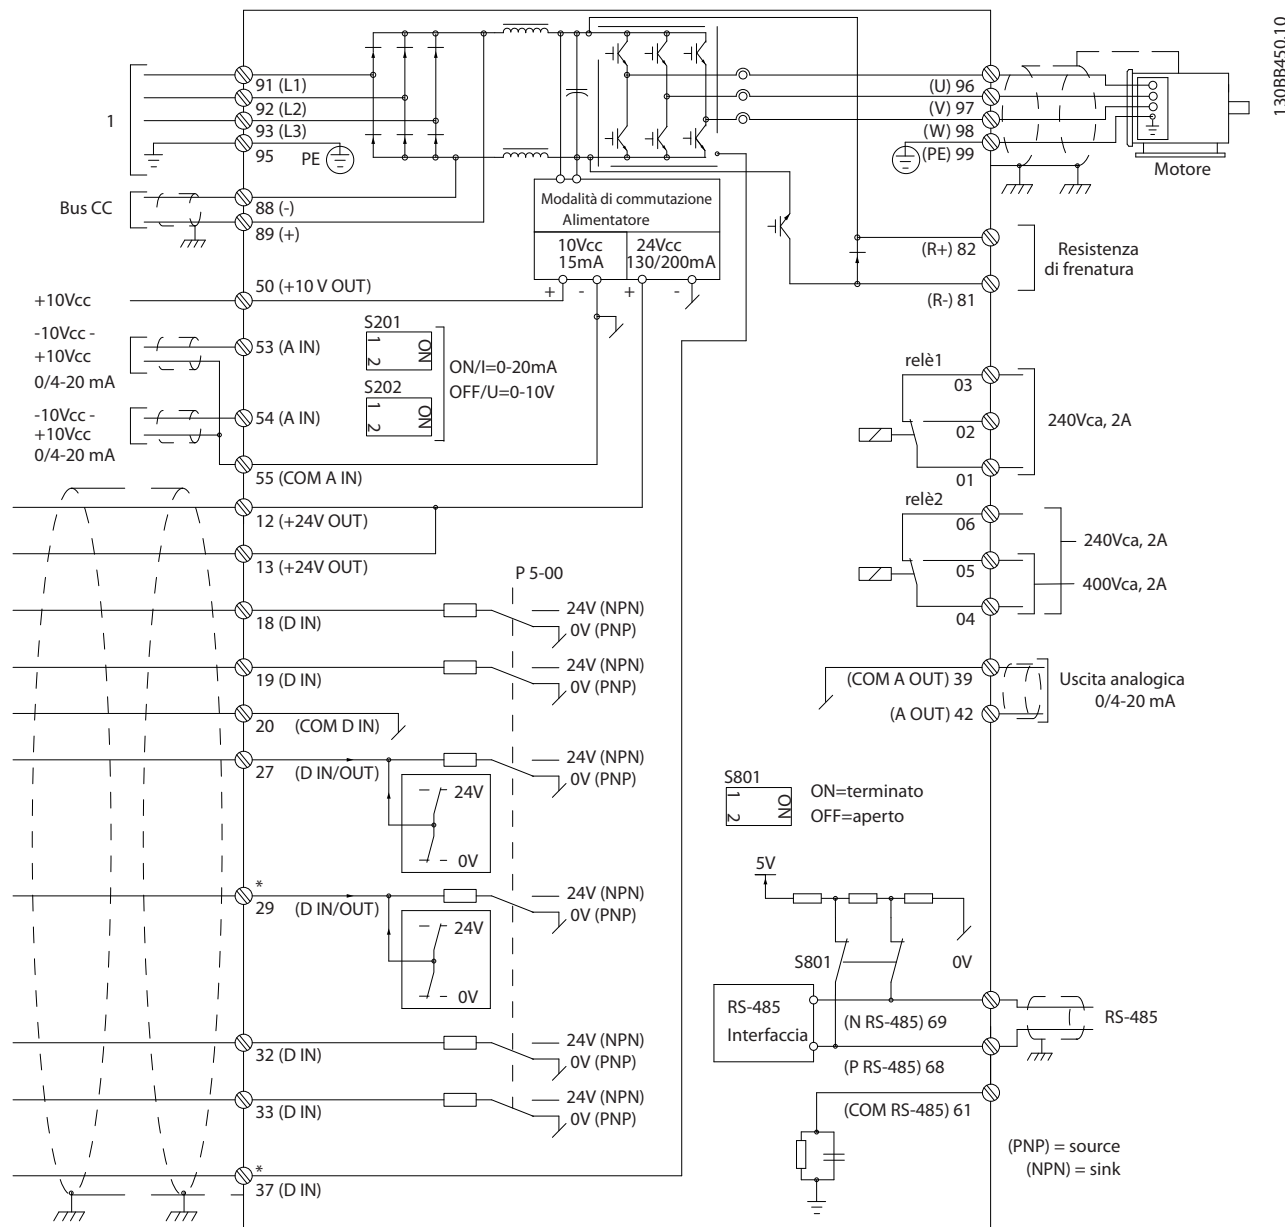 130BB450.10
1
91 (L1)
92 (L2)
93 (L3)
95
PE
Bus CC
88 (-)
89 (+)
+10Vcc
50 (+10 V OUT)
-10Vcc -
+10Vcc
0/4-20 mA
53 (A IN)
-10Vcc -
+10Vcc
0/4-20 mA
54 (A IN)
55 (COM A IN)
12 (+24V OUT)
13 (+24V OUT)
18 (D IN)
19 (D IN)
20 (COM D IN)
27 (D IN/OUT)
24V
0V
*
29 (D IN/OUT)
24V
0V
32 (D IN)
33 (D IN)
*
37 (D IN)
S201
1
2
ON
S202
1
2
ON
ON/I=0-20mA
OFF/U=0-10V
P 5-00
24V (NPN)
0V (PNP)
24V (NPN)
0V (PNP)
24V (NPN)
0V (PNP)
24V (NPN)
0V (PNP)
24V (NPN)
0V (PNP)
24V (NPN)
0V (PNP)
Modalità di commutazione
Alimentatore
10Vcc
15mA
24Vcc
130/200mA
+ - + -
(U) 96
(V) 97
(W) 98
(PE) 99
Motore
(R+) 82
(R-) 81
Resistenza
di frenatura
relè1
03
02
01
240Vca, 2A
relè2
06
05
04
240Vca, 2A
400Vca, 2A
(COM A OUT) 39
(A OUT) 42
Uscita analogica
0/4-20 mA
S801
1
2
ON
ON=terminato
OFF=aperto
5V
S801
0V
RS-485
Interfaccia
(N RS-485) 69
(P RS-485) 68
(COM RS-485) 61
RS-485
(PNP) = source
(NPN) = sink